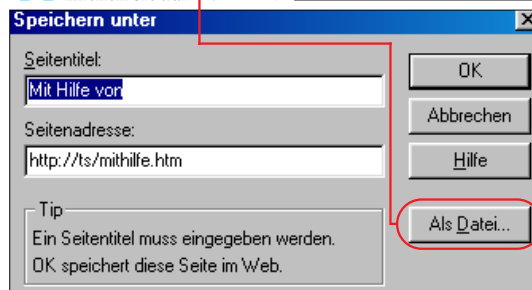 Speichern unter
Seitentitel:
Mit Hilfe von
Seitenadresse:
http://ts/mithilfe.htm
Tip
Ein Seitentitel muss eingegeben werden.
OK speichert diese Seite im Web.
OK
Abbrechen
Hilfe
Als Datei...